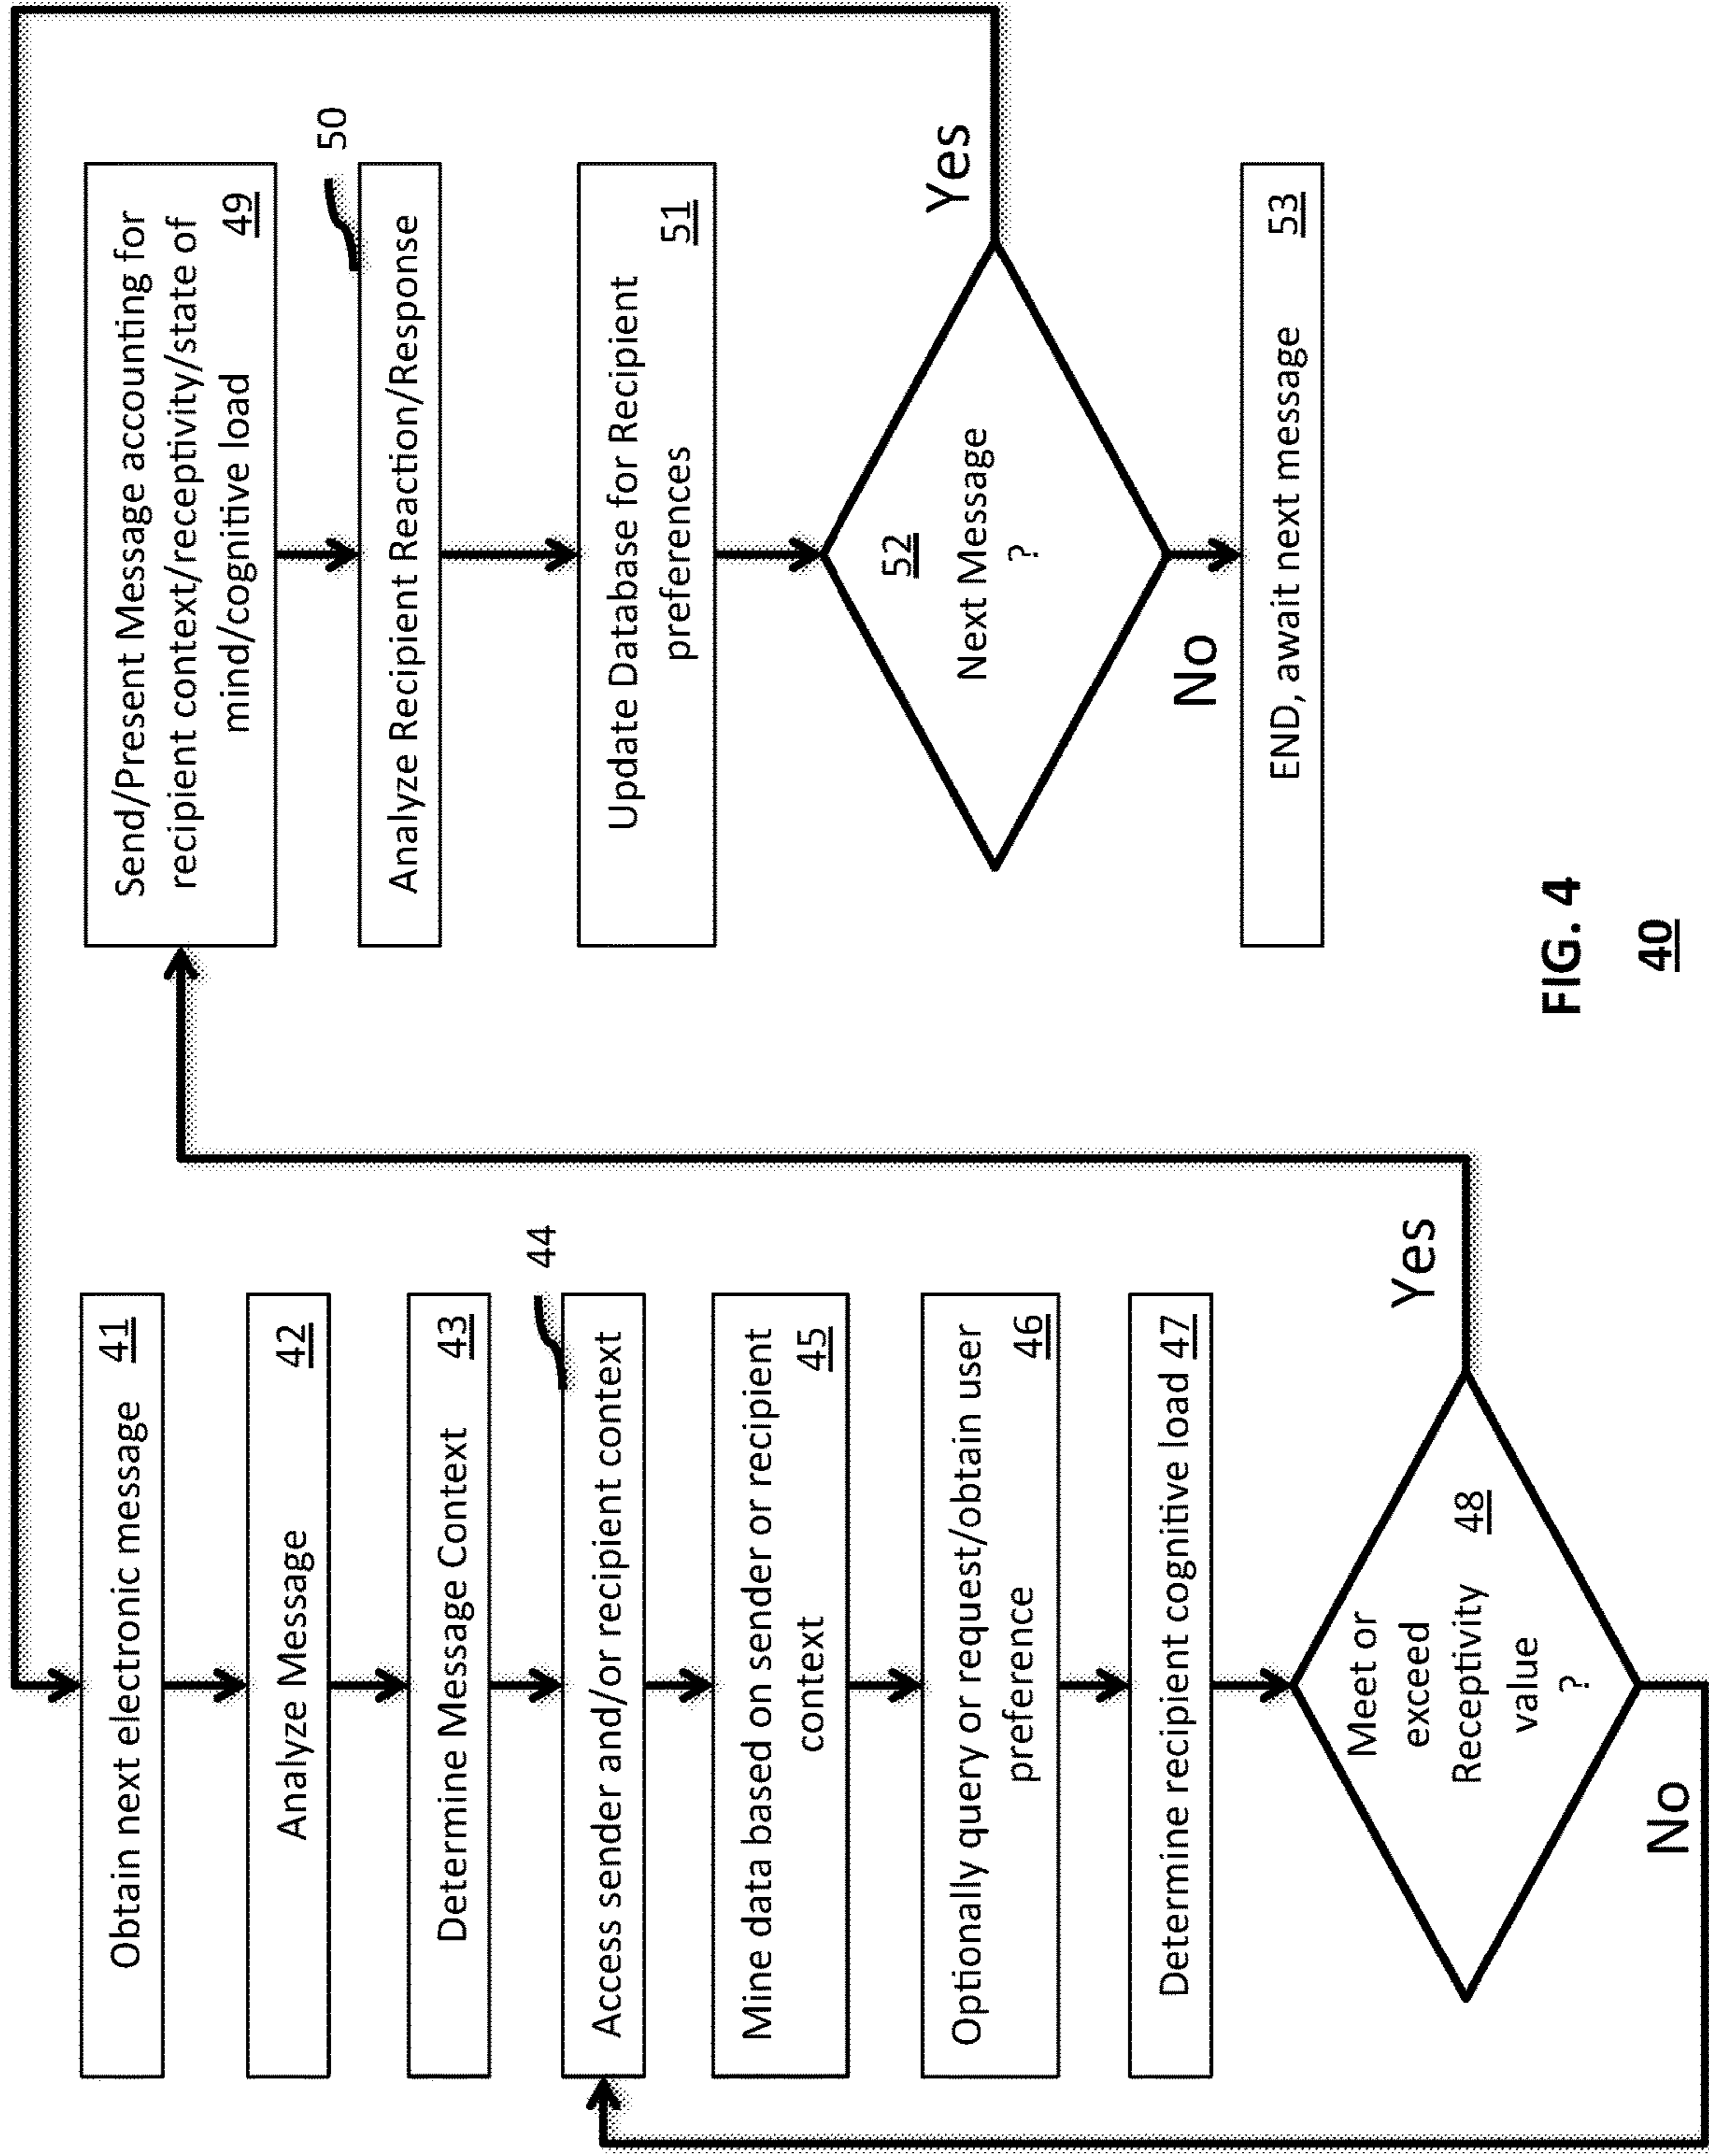 Obtain next electronic message 41
Analyze Message 42
Determine Message Context 43
44
Access sender and/or recipient context
Mine data based on sender or recipient
context 45
Optionally query or request/obtain user
preference 46
Determine recipient cognitive load 47
Meet or
exceed
Receptivity 48
value
?
Yes
No
Send/Present Message accounting for
recipient context/receptivity/state of
mind/cognitive load 49
50
Analyze Recipient Reaction/Response
Update Database for Recipient
preferences 51
52
Next Message
?
Yes
No
END, await next message 53
FIG. 4
40